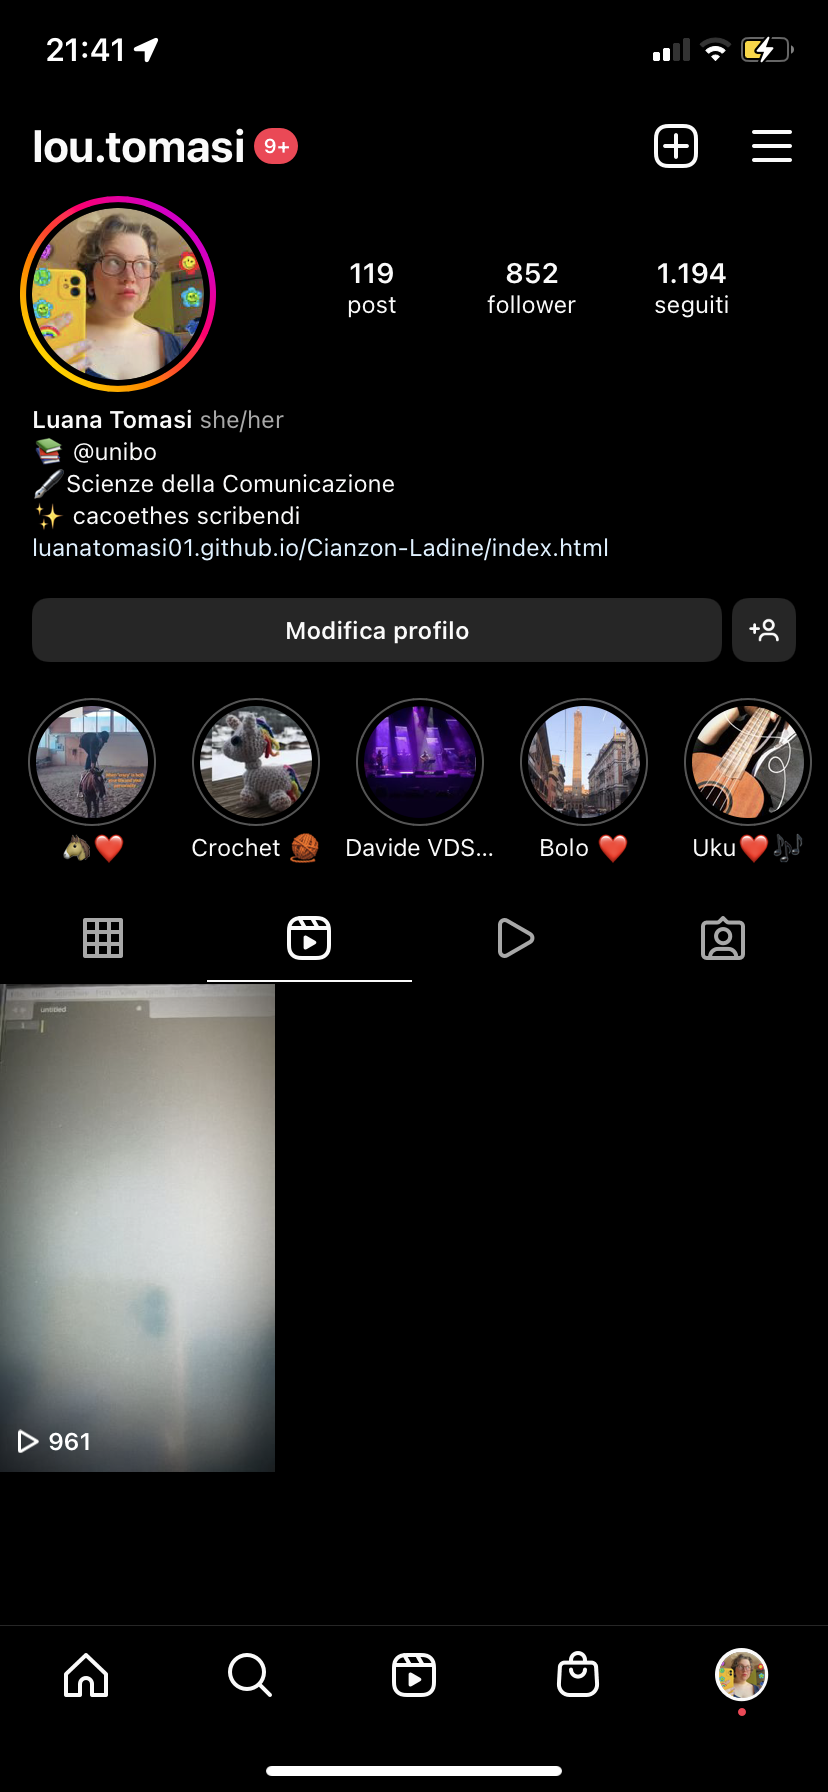 21:41
lou.tomasi 9+
119 852 1.194
post follower seguiti
Luana Tomasi she/her
📚 @unibo
🖋️Scienze della Comunicazione
✨ cacoethes scribendi
luanatomasi01.github.io/Cianzon-Ladine/index.html
Modifica profilo
🐴❤️ Crochet 🧶 Davide VDS... Bolo ❤️ Uku❤️🎶
untitled
1
961